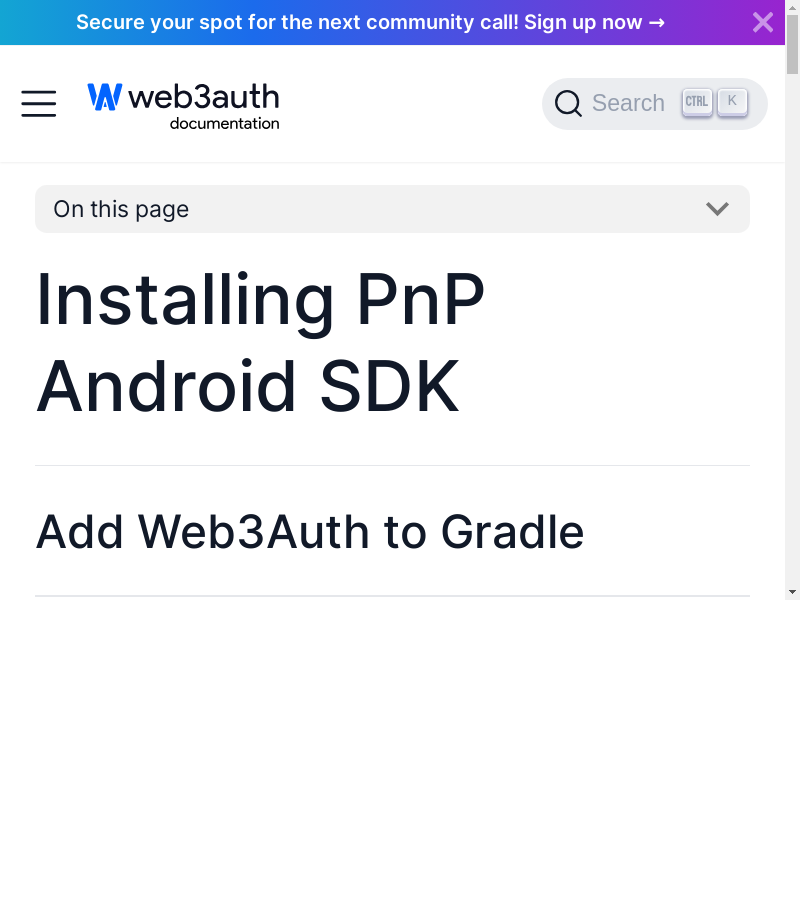 Secure your spot for the next community call! Sign up now →
web3auth
documentation
Search CTRL K
On this page
Installing PnP
Android SDK
Add Web3Auth to Gradle